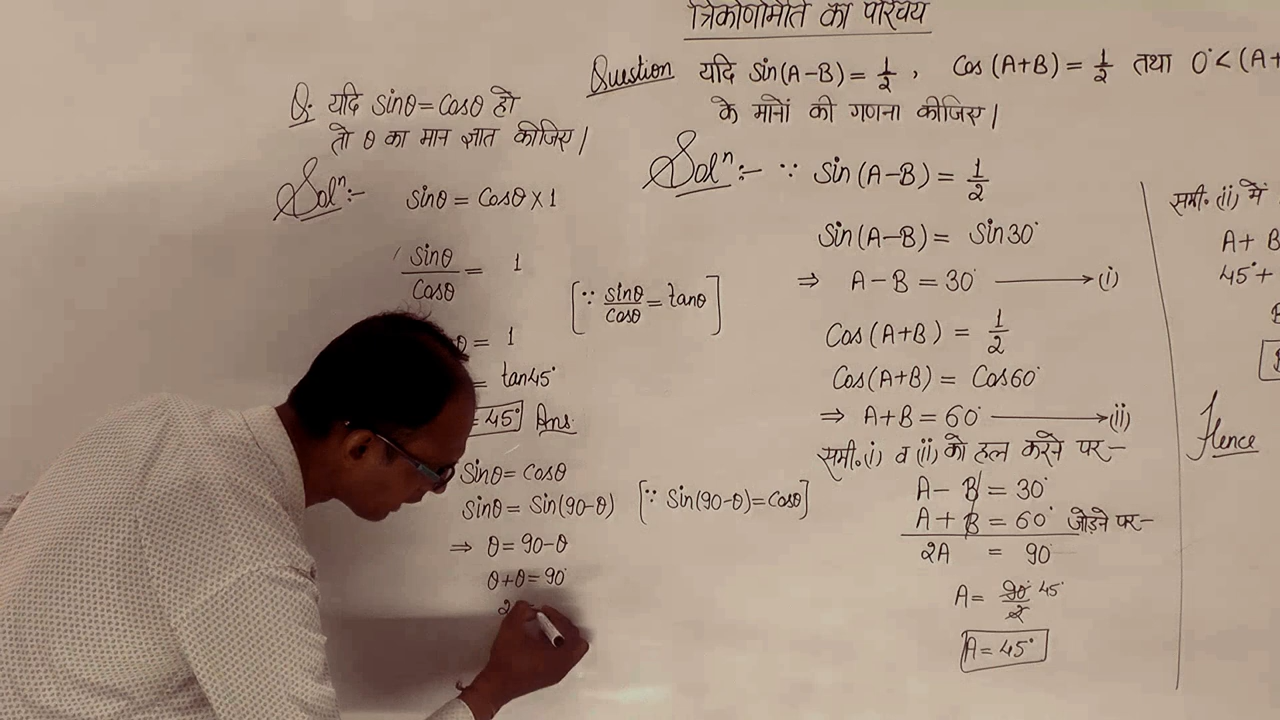 त्रिकोणमिति का परिचय
Q. यदि sinθ = cosθ हो
तो θ का मान ज्ञात कीजिए।
Solⁿ:- sinθ = cosθ × 1
sinθ/cosθ = 1
[∵ sinθ/cosθ = tanθ]
θ = 1
= tan45°
= 45° Ans.
sinθ = cosθ
sinθ = sin(90-θ) [∵ sin(90-θ) = cosθ]
⇒ θ = 90-θ
θ+θ = 90°
2
Question यदि sin(A-B) = 1/2, cos(A+B) = 1/2 तथा 0° < (A+
के मानों की गणना कीजिए।
Solⁿ:- ∵ sin(A-B) = 1/2
sin(A-B) = sin30°
⇒ A-B = 30° ⟶ (i)
cos(A+B) = 1/2
cos(A+B) = cos60°
⇒ A+B = 60° ⟶ (ii)
समी. (i) व (ii) को हल करने पर:-
A - B = 30°
A + B = 60° जोड़ने पर-
2A = 90°
A = 90°/2 45°
A = 45°
समी. (ii) में
A + B
45° +
B
Hence